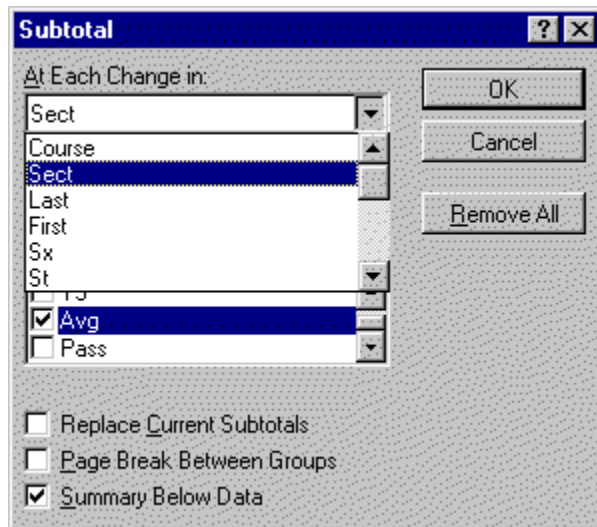 Subtotal
At Each Change in:
Sect
OK
Course
Cancel
Sect
Last
First
Remove All
Sx
St
Avg
Pass
Replace Current Subtotals
Page Break Between Groups
Summary Below Data